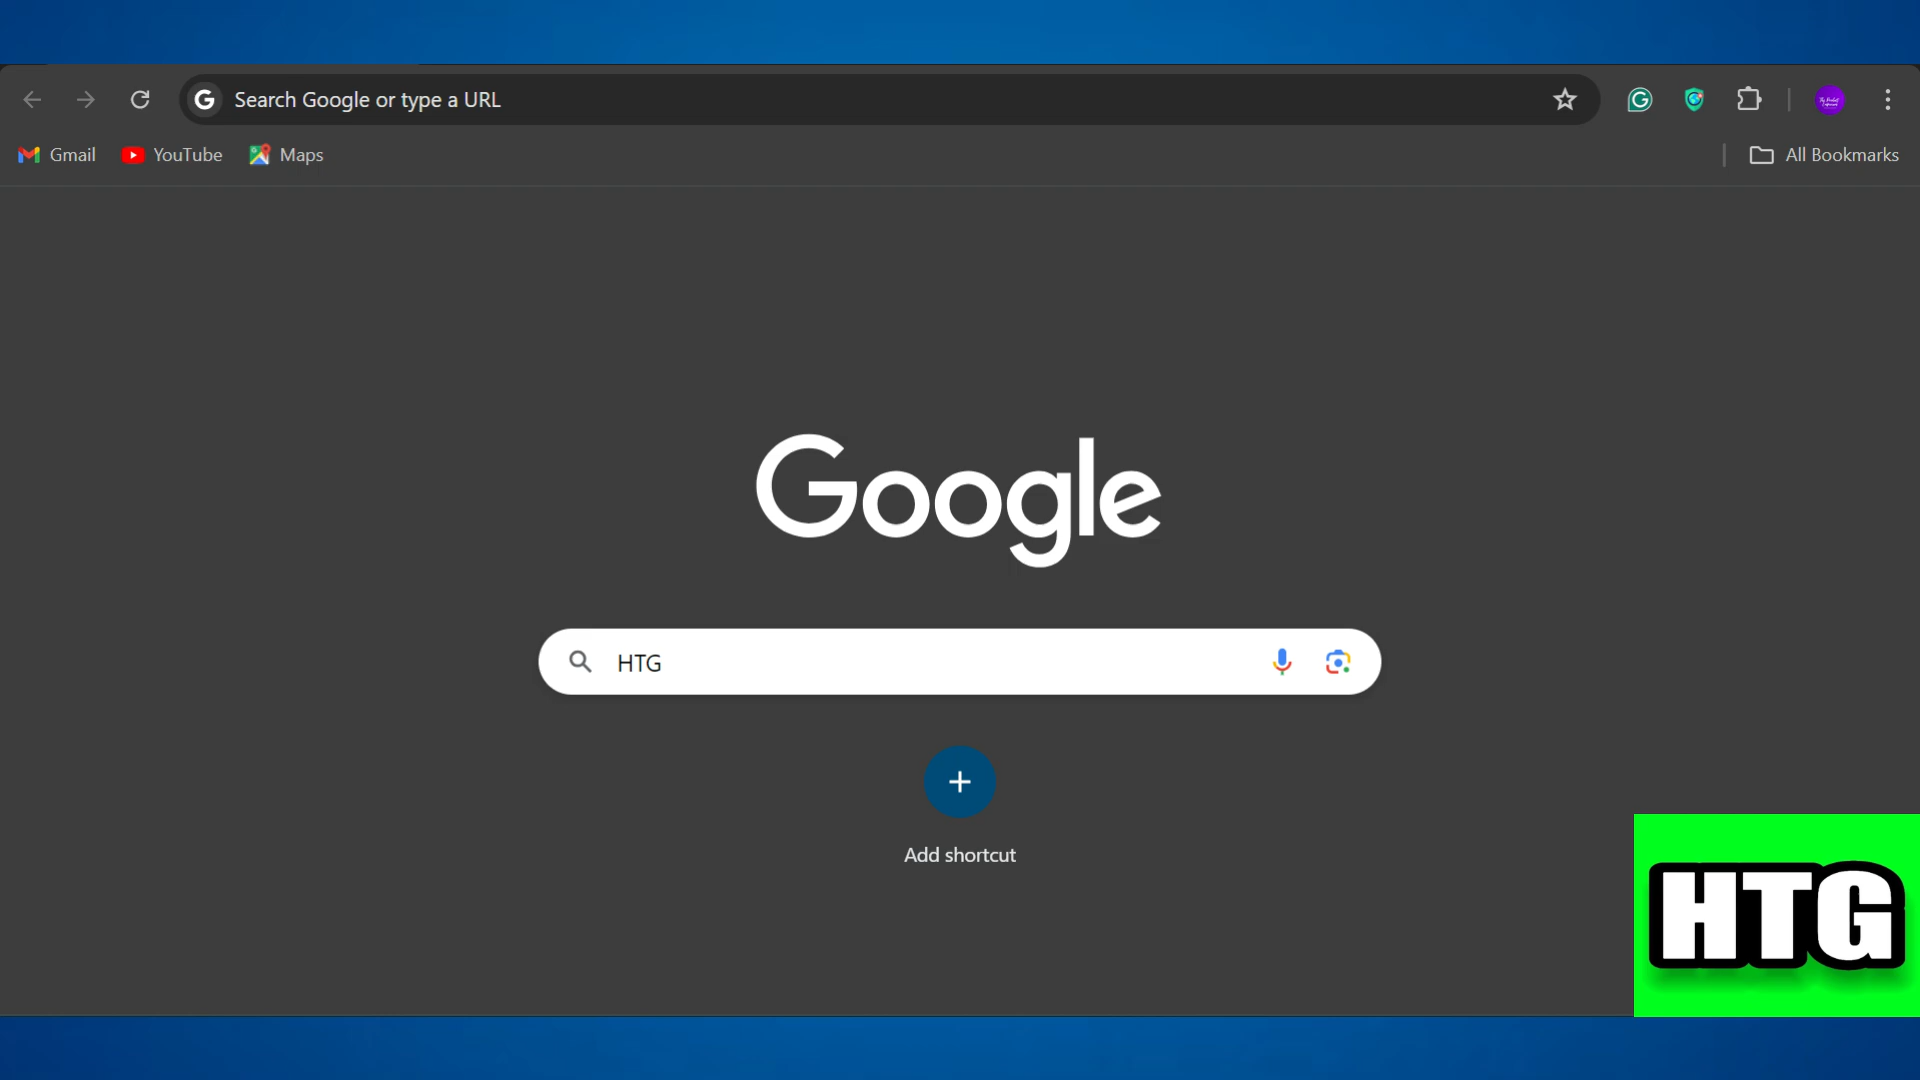 Search Google or type a URL
Gmail YouTube Maps All Bookmarks
Google
HTG
Add shortcut
HTG